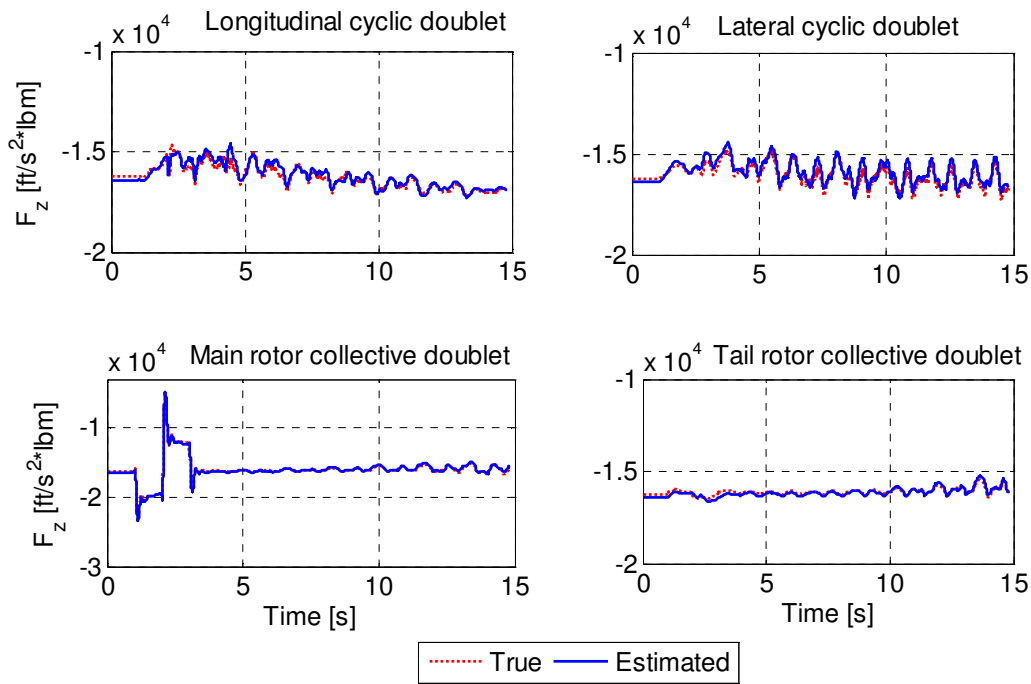 Longitudinal cyclic doublet
x 10^4
-1
-1.5
-2
F_z [ft/s^2*lbm]
0 5 10 15
Lateral cyclic doublet
x 10^4
-1
-1.5
-2
0 5 10 15
Main rotor collective doublet
x 10^4
-1
-2
-3
F_z [ft/s^2*lbm]
0 5 10 15
Time [s]
Tail rotor collective doublet
x 10^4
-1
-1.5
-2
0 5 10 15
Time [s]
True Estimated